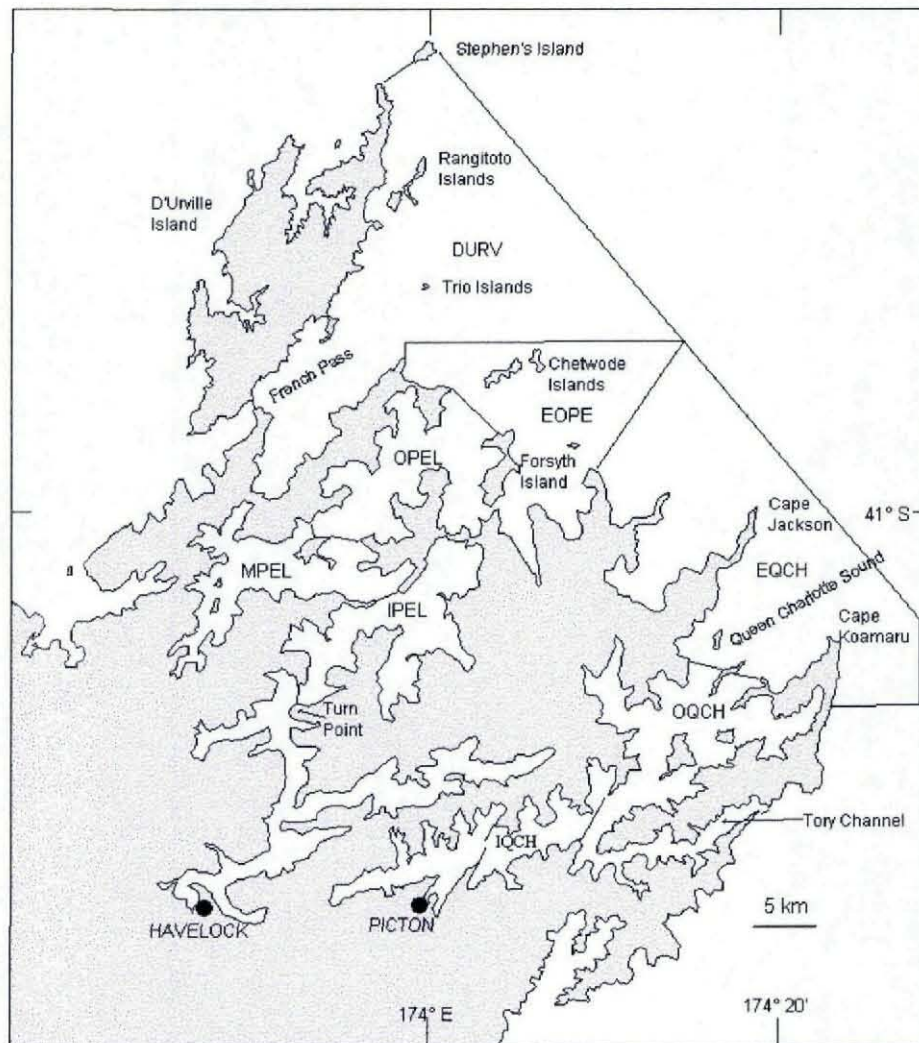 Stephen's Island
Rangitoto
Islands
D'Urville
Island
DURV
Trio Islands
French Pass
Chetwode
Islands
EOPE
OPEL
Forsyth
Island
Cape
Jackson
41° S
MPEL
EQCH
IPEL
Queen Charlotte Sound
Cape
Koamaru
Turn
Point
OQCH
Tory Channel
IQCH
HAVELOCK
PICTON
5 km
174° E
174° 20'